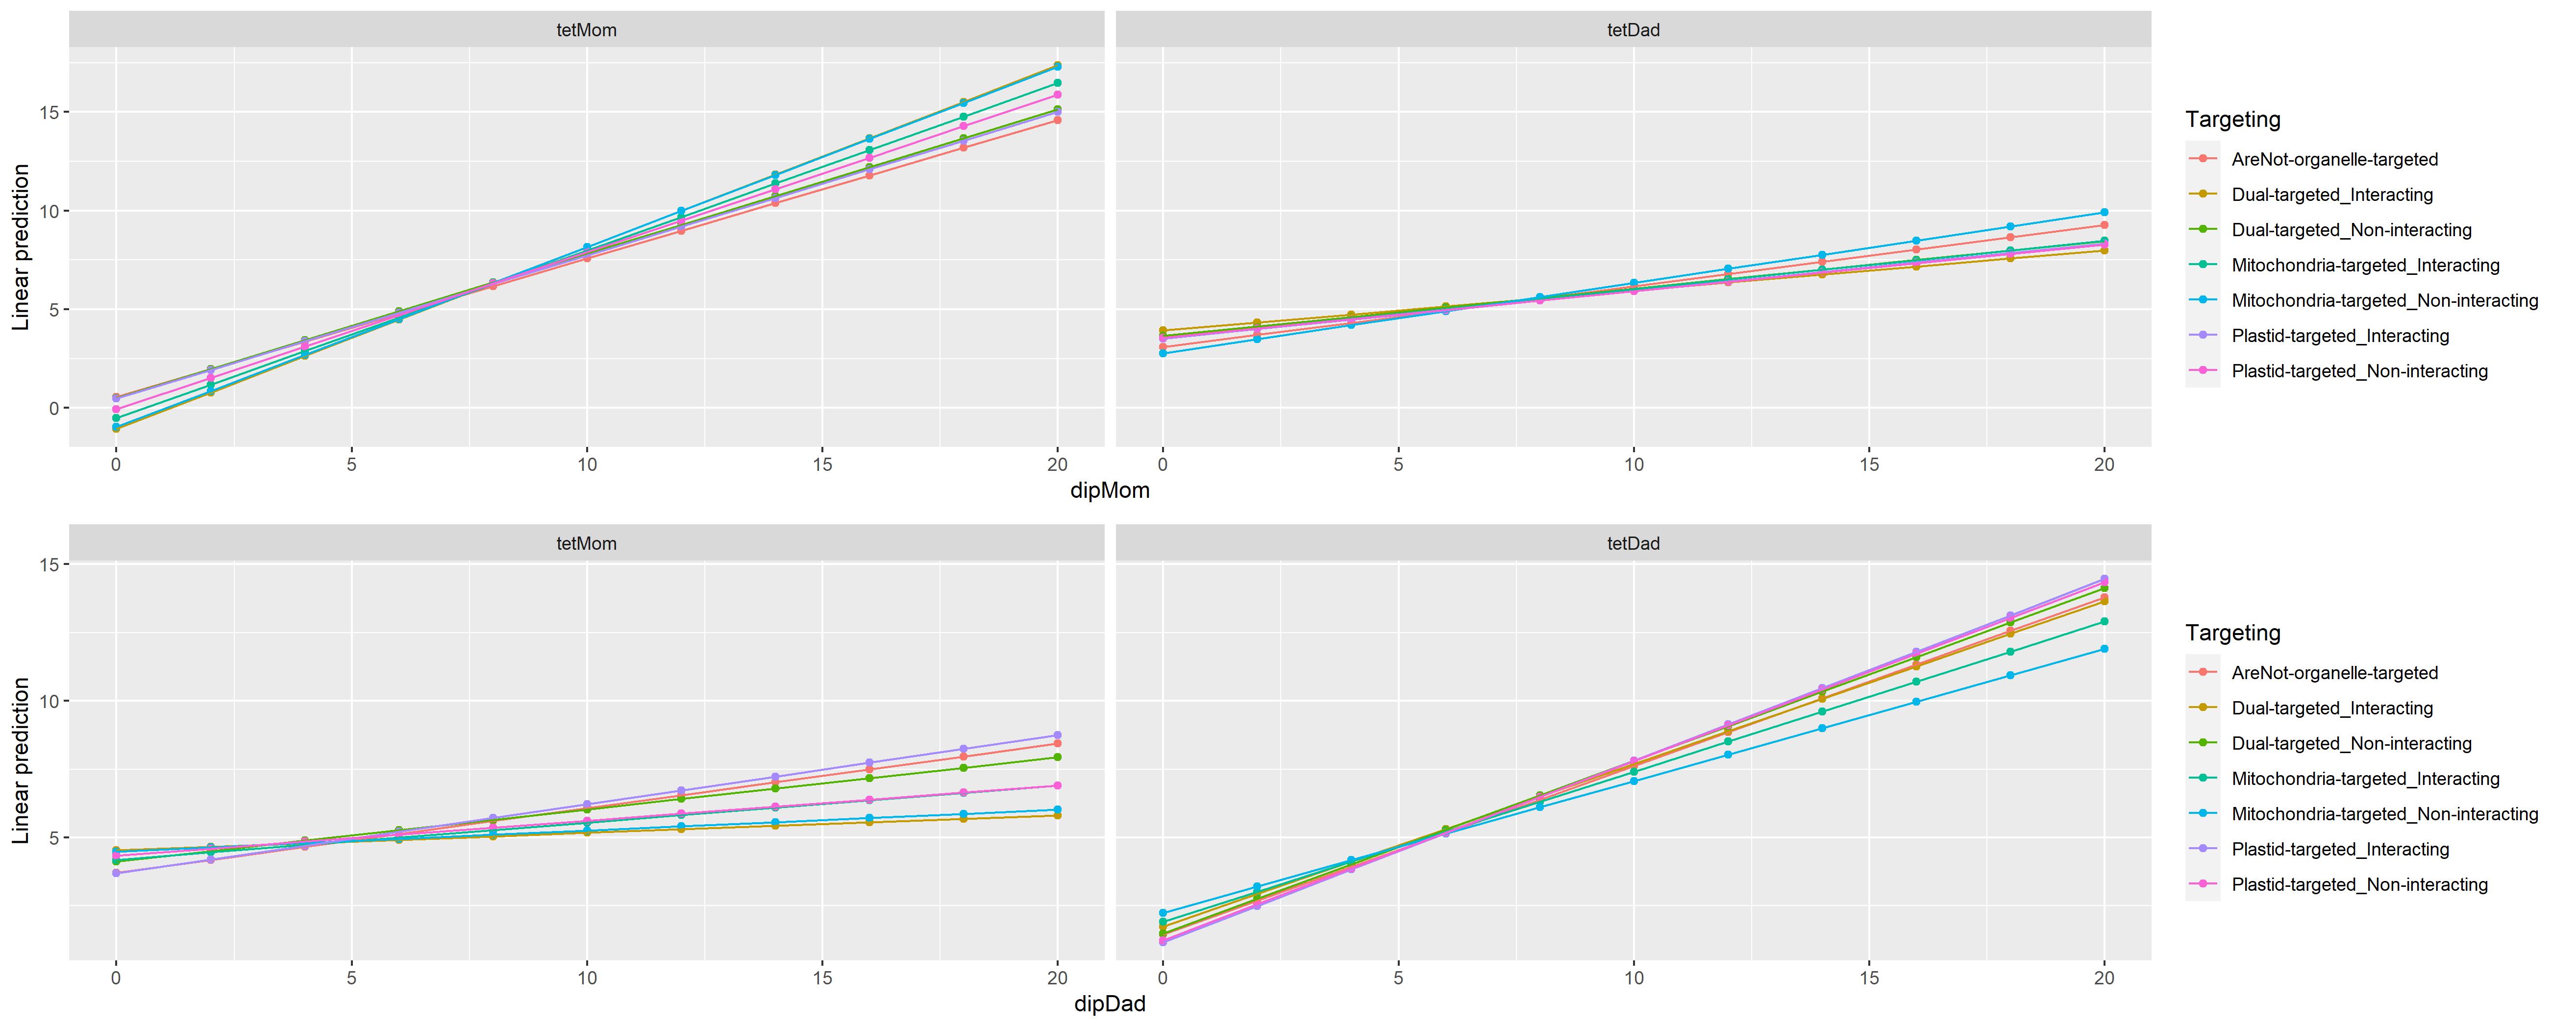 tetMom
tetDad
15
10
5
0
Linear prediction
0 5 10 15 20
0 5 10 15 20
dipMom
Targeting
AreNot-organelle-targeted
Dual-targeted_Interacting
Dual-targeted_Non-interacting
Mitochondria-targeted_Interacting
Mitochondria-targeted_Non-interacting
Plastid-targeted_Interacting
Plastid-targeted_Non-interacting
tetMom
tetDad
15
10
5
Linear prediction
0 5 10 15 20
0 5 10 15 20
dipDad
Targeting
AreNot-organelle-targeted
Dual-targeted_Interacting
Dual-targeted_Non-interacting
Mitochondria-targeted_Interacting
Mitochondria-targeted_Non-interacting
Plastid-targeted_Interacting
Plastid-targeted_Non-interacting